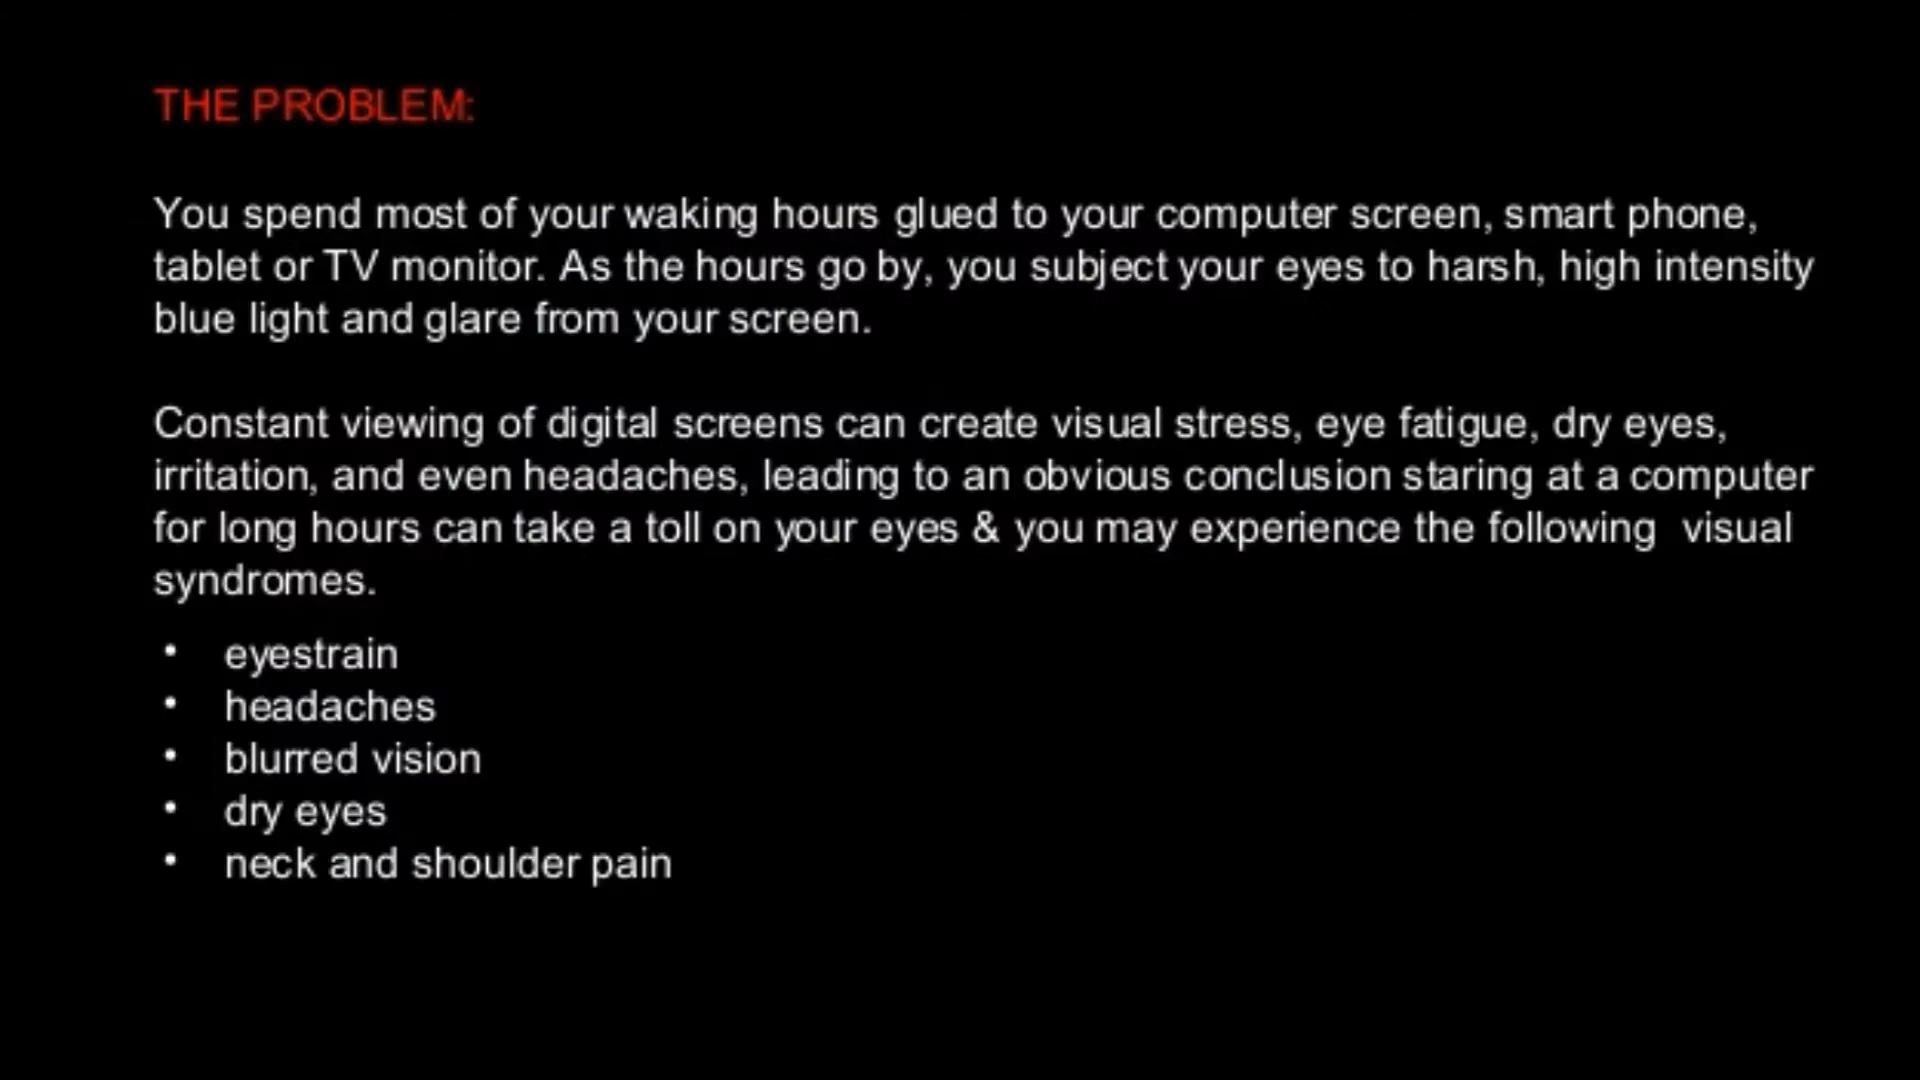 THE PROBLEM:
You spend most of your waking hours glued to your computer screen, smart phone,
tablet or TV monitor. As the hours go by, you subject your eyes to harsh, high intensity
blue light and glare from your screen.
Constant viewing of digital screens can create visual stress, eye fatigue, dry eyes,
irritation, and even headaches, leading to an obvious conclusion staring at a computer
for long hours can take a toll on your eyes & you may experience the following  visual
syndromes.
• eyestrain
• headaches
• blurred vision
• dry eyes
• neck and shoulder pain